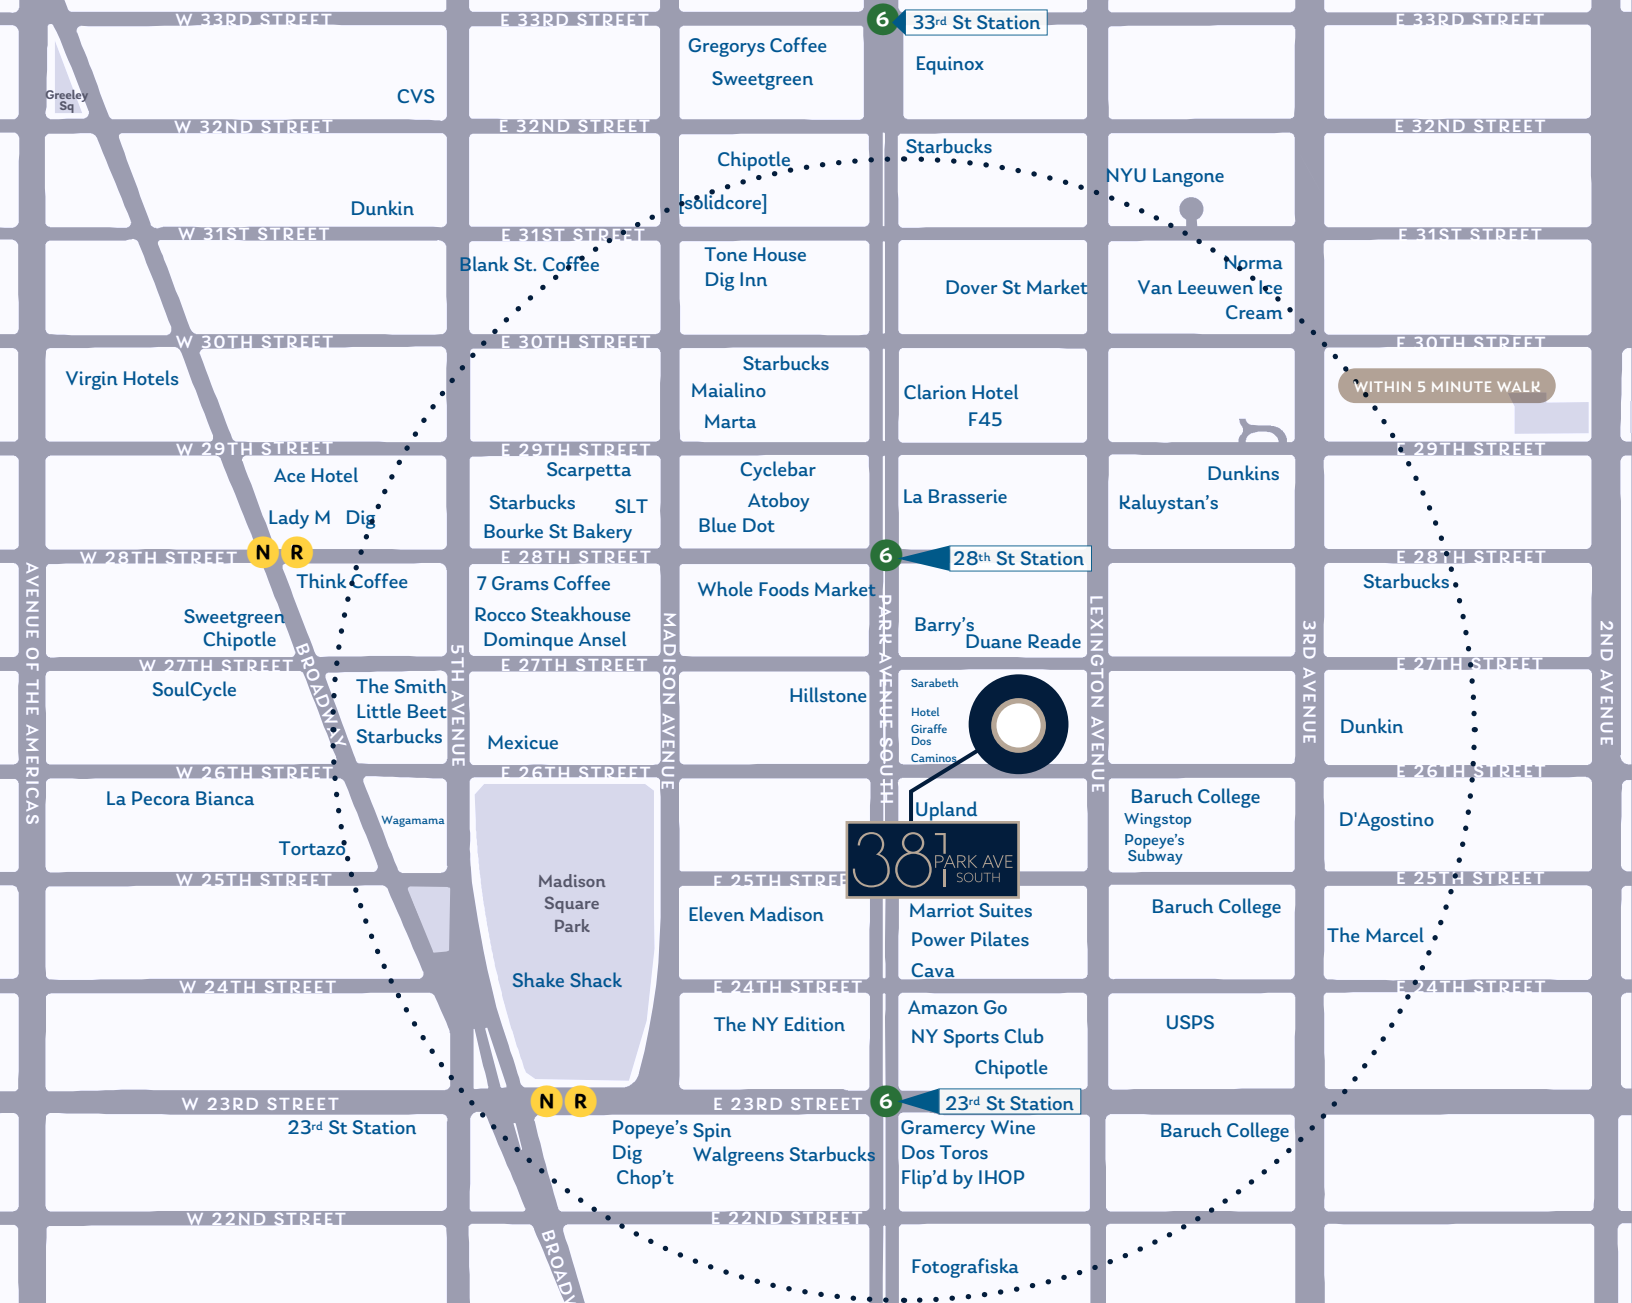 W 33RD STREET
E 33RD STREET
6
33rd St Station
E 33RD STREET
Gregorys Coffee
Sweetgreen
Equinox
Greeley
Sq
CVS
W 32ND STREET
E 32ND STREET
E 32ND STREET
Chipotle
Starbucks
NYU Langone
Dunkin
[solidcore]
W 31ST STREET
E 31ST STREET
E 31ST STREET
Blank St. Coffee
Tone House
Dig Inn
Dover St Market
Norma
Van Leeuwen Ice
Cream
W 30TH STREET
E 30TH STREET
E 30TH STREET
Virgin Hotels
Starbucks
Maialino
Marta
Clarion Hotel
F45
WITHIN 5 MINUTE WALK
W 29TH STREET
E 29TH STREET
E 29TH STREET
Ace Hotel
Lady M
Dig
Scarpetta
Starbucks
SLT
Bourke St Bakery
Cyclebar
Atoboy
Blue Dot
La Brasserie
Dunkins
Kaluystan's
W 28TH STREET
N
R
E 28TH STREET
6
28th St Station
E 28TH STREET
Think Coffee
Sweetgreen
Chipotle
7 Grams Coffee
Rocco Steakhouse
Dominque Ansel
Whole Foods Market
Barry's
Duane Reade
Starbucks
AVENUE OF THE AMERICAS
BROADWAY
5TH AVENUE
MADISON AVENUE
PARK AVENUE SOUTH
LEXINGTON AVENUE
3RD AVENUE
2ND AVENUE
W 27TH STREET
E 27TH STREET
E 27TH STREET
SoulCycle
The Smith
Little Beet
Starbucks
Mexicue
Hillstone
Sarabeth
Hotel
Giraffe
Dos
Caminos
Dunkin
W 26TH STREET
E 26TH STREET
E 26TH STREET
La Pecora Bianca
Wagamama
Tortazo
Upland
Baruch College
Wingstop
Popeye's
Subway
D'Agostino
381
PARK AVE
SOUTH
Madison
Square
Park
Shake Shack
W 25TH STREET
E 25TH STREET
E 25TH STREET
Eleven Madison
Marriot Suites
Power Pilates
Cava
Baruch College
The Marcel
W 24TH STREET
E 24TH STREET
E 24TH STREET
The NY Edition
Amazon Go
NY Sports Club
Chipotle
USPS
W 23RD STREET
N
R
E 23RD STREET
6
23rd St Station
23rd St Station
Popeye's
Dig
Chop't
Spin
Walgreens Starbucks
Gramercy Wine
Dos Toros
Flip'd by IHOP
Baruch College
W 22ND STREET
E 22ND STREET
BROADW
Fotografiska